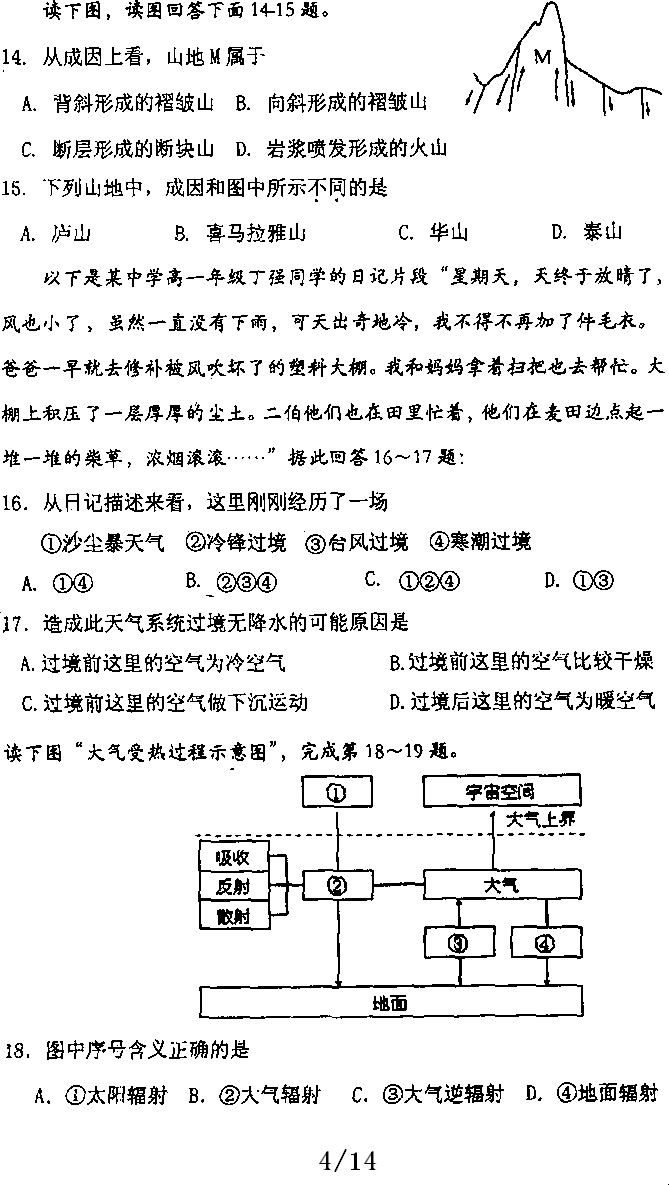 读下图，读图回答下面14-15题。
14. 从成因上看，山地M属于
M
A. 背斜形成的褶皱山 B. 向斜形成的褶皱山
C. 断层形成的断块山 D. 岩浆喷发形成的火山
15. 下列山地中，成因和图中所示不同的是
A. 庐山 B. 喜马拉雅山 C. 华山 D. 泰山
以下是某中学高一年级丁强同学的日记片段“星期天，天终于放晴了，
风也小了，虽然一直没有下雨，可天出奇地冷，我不得不再加了件毛衣。
爸爸一早就去修补被风吹坏了的塑料大棚。我和妈妈拿着扫把也去帮忙。大
棚上积压了一层厚厚的尘土。二伯他们也在田里忙着，他们在麦田边点起一
堆一堆的柴草，浓烟滚滚……”据此回答16～17题：
16. 从日记描述来看，这里刚刚经历了一场
①沙尘暴天气 ②冷锋过境 ③台风过境 ④寒潮过境
A. ①④ B. ②③④ C. ①②④ D. ①③
17. 造成此天气系统过境无降水的可能原因是
A.过境前这里的空气为冷空气 B.过境前这里的空气比较干燥
C.过境前这里的空气做下沉运动 D.过境后这里的空气为暖空气
读下图“大气受热过程示意图”，完成第18～19题。
① 宇宙空间
大气上界
吸收
反射 ② 大气
散射
③ ④
地面
18. 图中序号含义正确的是
A. ①太阳辐射 B. ②大气辐射 C. ③大气逆辐射 D. ④地面辐射
4/14